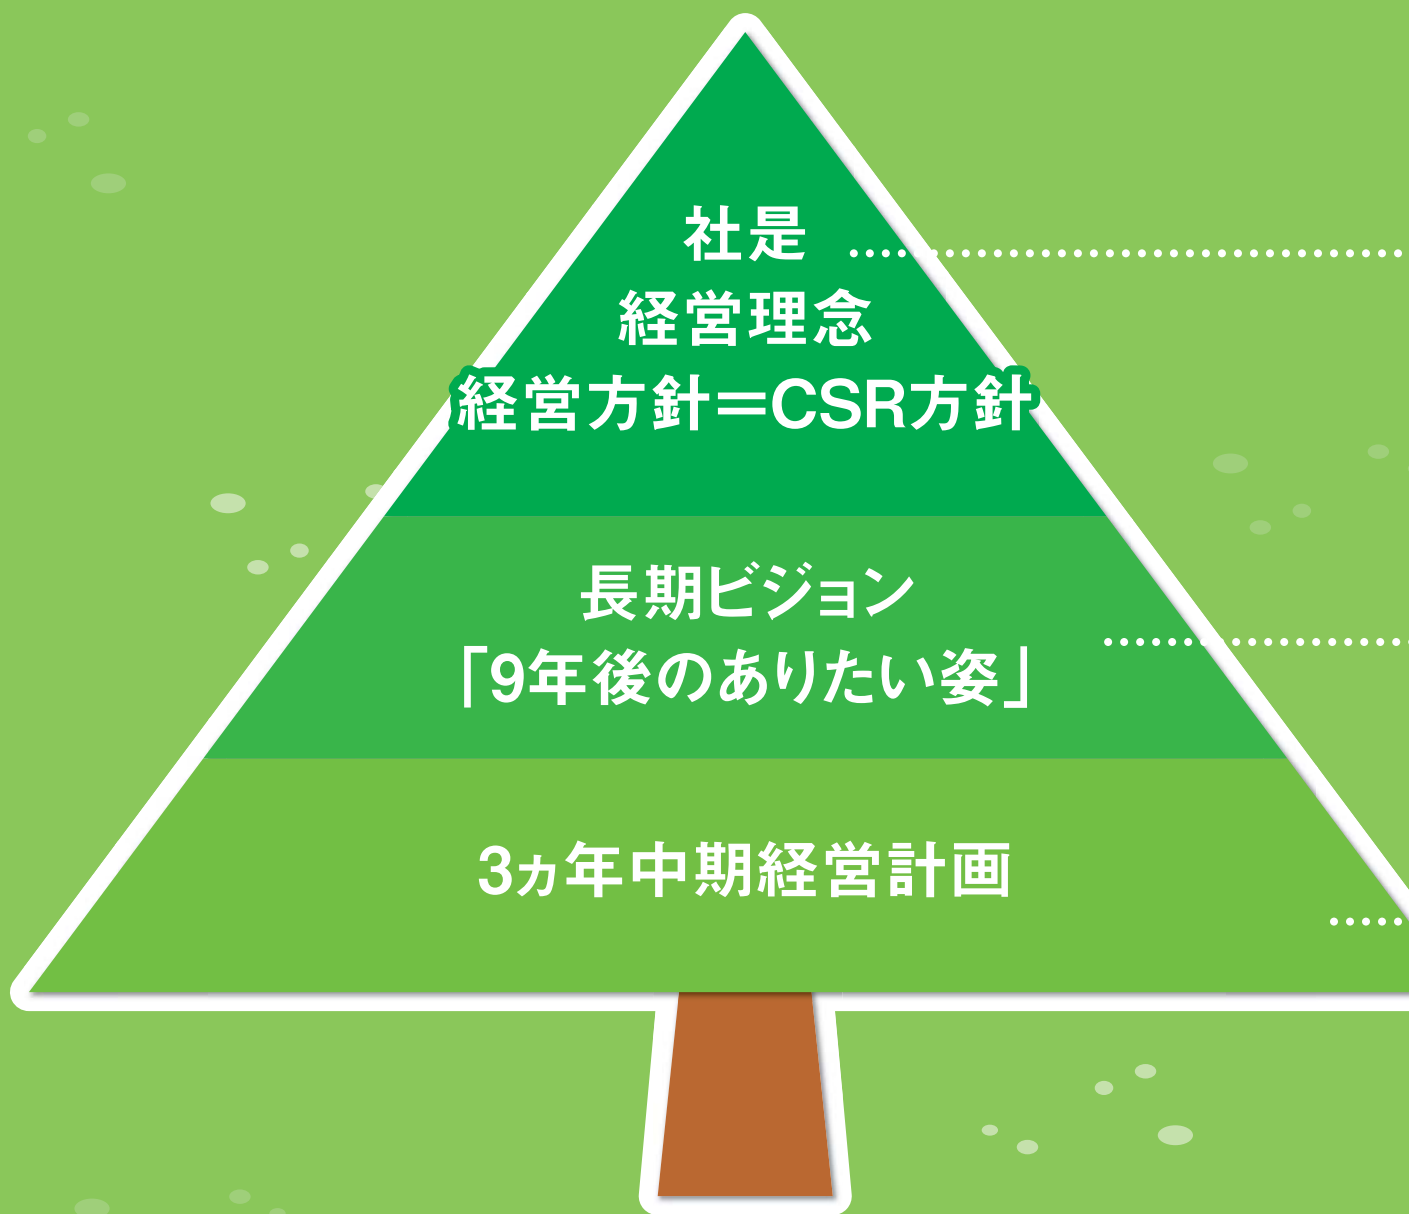 社是
経営理念
経営方針=CSR方針
長期ビジョン
「9年後のありたい姿」
3ヵ年中期経営計画